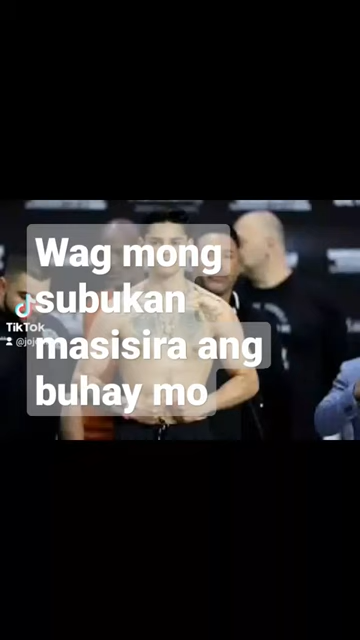 Wag mong
subukan
TikTok
masisira ang
buhay mo